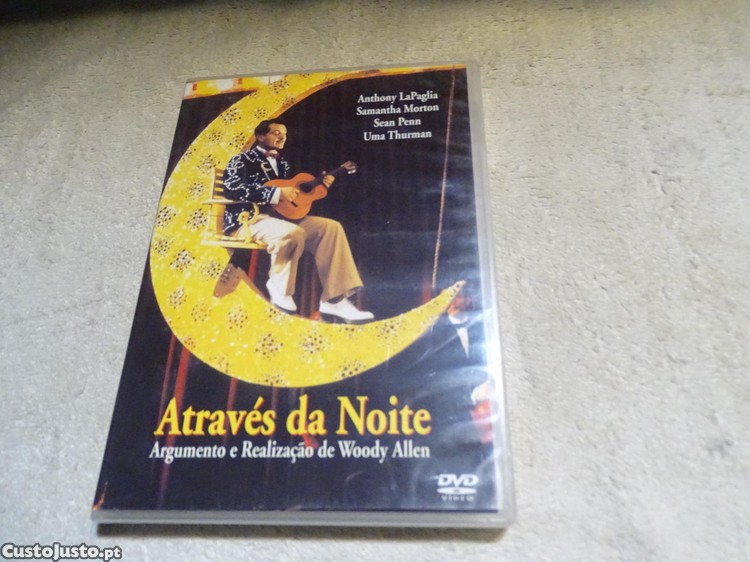 Anthony LaPaglia
Samantha Morton
Sean Penn
Uma Thurman
Através da Noite
Argumento e Realização de Woody Allen
DVD
VIDEO
CustoJusto.pt